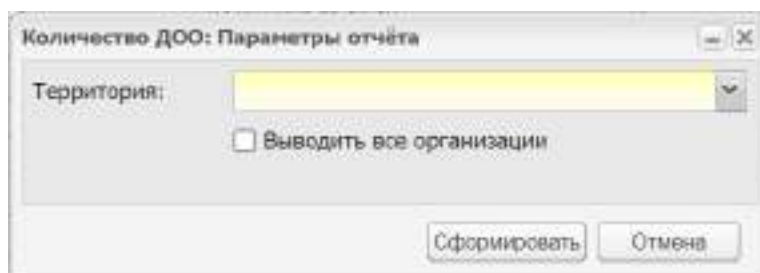 Количество ДОО: Параметры отчёта
Территория:
Выводить все организации
Сформировать Отмена